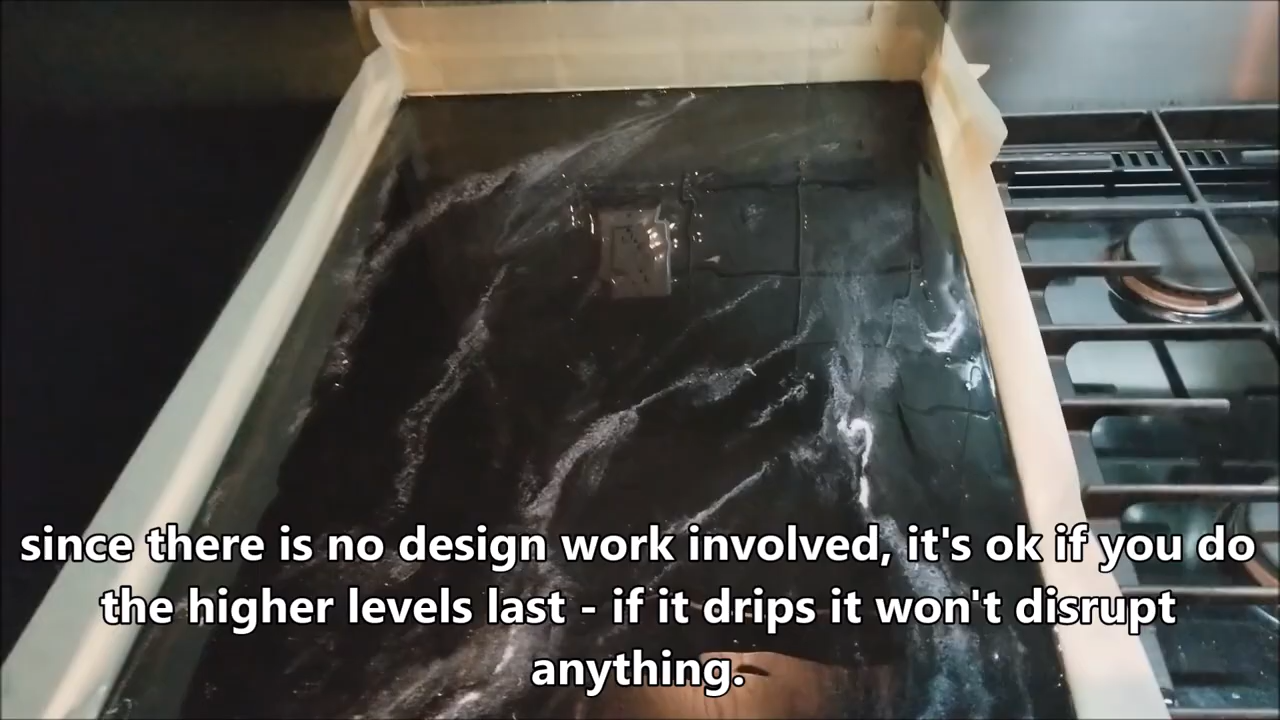 since there is no design work involved, it's ok if you do
the higher levels last - if it drips it won't disrupt
anything.